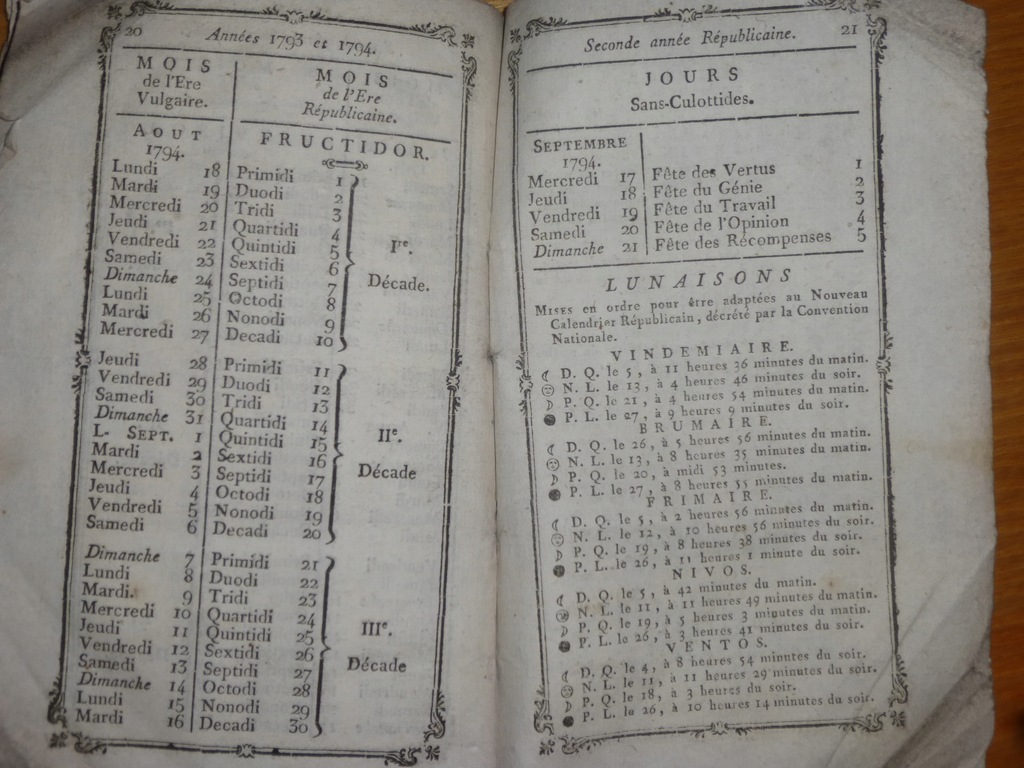 20
Années 1793 et 1794.
MOIS
de l'Ere
Vulgaire.
MOIS
de l'Ere
Républicaine.
AOUT
1794.
FRUCTIDOR.
Lundi 18 Primidi 1
Mardi 19 Duodi 2
Mercredi 20 Tridi 3
Jeudi 21 Quartidi 4
Vendredi 22 Quintidi 5
Samedi 23 Sextidi 6
Dimanche 24 Septidi 7
Lundi 25 Octodi 8
Mardi 26 Nonodi 9
Mercredi 27 Decadi 10
Ire.
Décade.
Jeudi 28 Primidi 11
Vendredi 29 Duodi 12
Samedi 30 Tridi 13
Dimanche 31 Quartidi 14
L- SEPT. 1 Quintidi 15
Mardi 2 Sextidi 16
Mercredi 3 Septidi 17
Jeudi 4 Octodi 18
Vendredi 5 Nonodi 19
Samedi 6 Decadi 20
IIe.
Décade
Dimanche 7 Primidi 21
Lundi 8 Duodi 22
Mardi. 9 Tridi 23
Mercredi 10 Quartidi 24
Jeudi 11 Quintidi 25
Vendredi 12 Sextidi 26
Samedi 13 Septidi 27
Dimanche 14 Octodi 28
Lundi 15 Nonodi 29
Mardi 16 Decadi 30
IIIe.
Décade
Seconde année Républicaine.
21
JOURS
Sans-Culottides.
SEPTEMBRE
1794.
Mercredi 17 Fête des Vertus 1
Jeudi 18 Fête du Génie 2
Vendredi 19 Fête du Travail 3
Samedi 20 Fête de l'Opinion 4
Dimanche 21 Fête des Récompenses 5
LUNAISONS
MISES en ordre pour être adaptées au Nouveau
Calendrier Républicain, décrété par la Convention
Nationale.
VINDEMIAIRE.
D. Q. le 5, à 11 heures 36 minutes du matin.
N. L. le 13, à 4 heures 46 minutes du soir.
P. Q. le 21, à 4 heures 54 minutes du matin.
P. L. le 27, à 9 heures 9 minutes du soir.
BRUMAIRE.
D. Q. le 26, à 5 heures 56 minutes du matin.
N. L. le 13, à 8 heures 35 minutes du matin.
P. Q. le 20, à midi 53 minutes.
P. L. le 27, à 8 heures 55 minutes du matin.
FRIMAIRE.
D. Q. le 5, à 2 heures 56 minutes du matin.
N. L. le 12, à 10 heures 56 minutes du soir.
P. Q. le 19, à 8 heures 38 minutes du soir.
P. L. le 26, à 11 heures 1 minute du soir.
NIVOS.
D. Q. le 5, à 42 minutes du matin.
N. L. le 11, à 11 heures 49 minutes du matin.
P. Q. le 19, à 5 heures 3 minutes du matin.
P. L. le 26, à 3 heures 41 minutes du soir.
VENTOS.
D. Q. le 4, à 8 heures 54 minutes du soir.
N. L. le 11, à 11 heures 29 minutes du soir.
P. Q. le 18, à 3 heures du soir.
P. L. le 26, à 10 heures 14 minutes du soir.